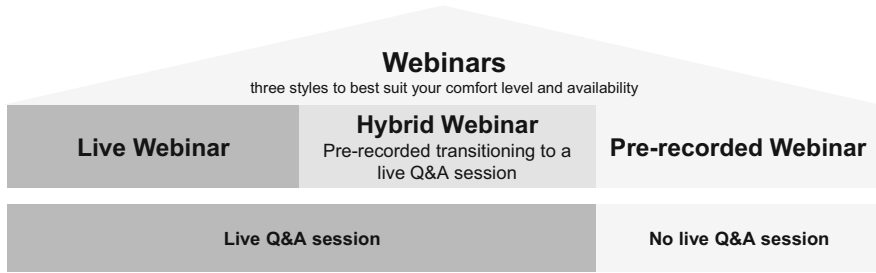 Webinars
three styles to best suit your comfort level and availability
Live Webinar
Hybrid Webinar
Pre-recorded transitioning to a
live Q&A session
Pre-recorded Webinar
Live Q&A session
No live Q&A session